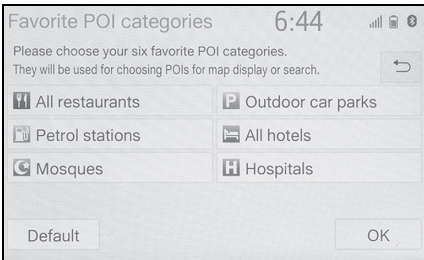 Favorite POI categories 6:44
Please choose your six favorite POI categories.
They will be used for choosing POIs for map display or search.
All restaurants
P Outdoor car parks
Petrol stations
All hotels
Mosques
H Hospitals
Default
OK